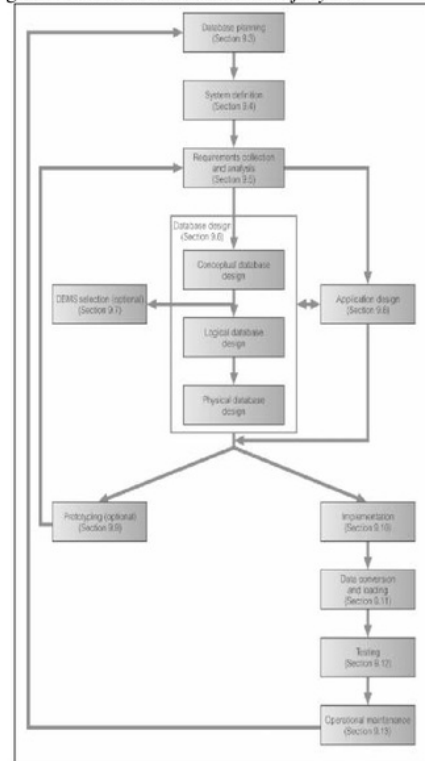 Database planning
(Section 9.3)
System definition
(Section 9.4)
Requirements collection
and analysis
(Section 9.5)
Database design
(Section 9.6)
Conceptual database
design
DBMS selection (optional)
(Section 9.7)
Application design
Logical database
design
Physical database
design
Prototyping (optional)
(Section 9.9)
Implementation
(Section 9.10)
Data conversion
and loading
(Section 9.11)
Testing
(Section 9.12)
Operational maintenance
(Section 9.13)